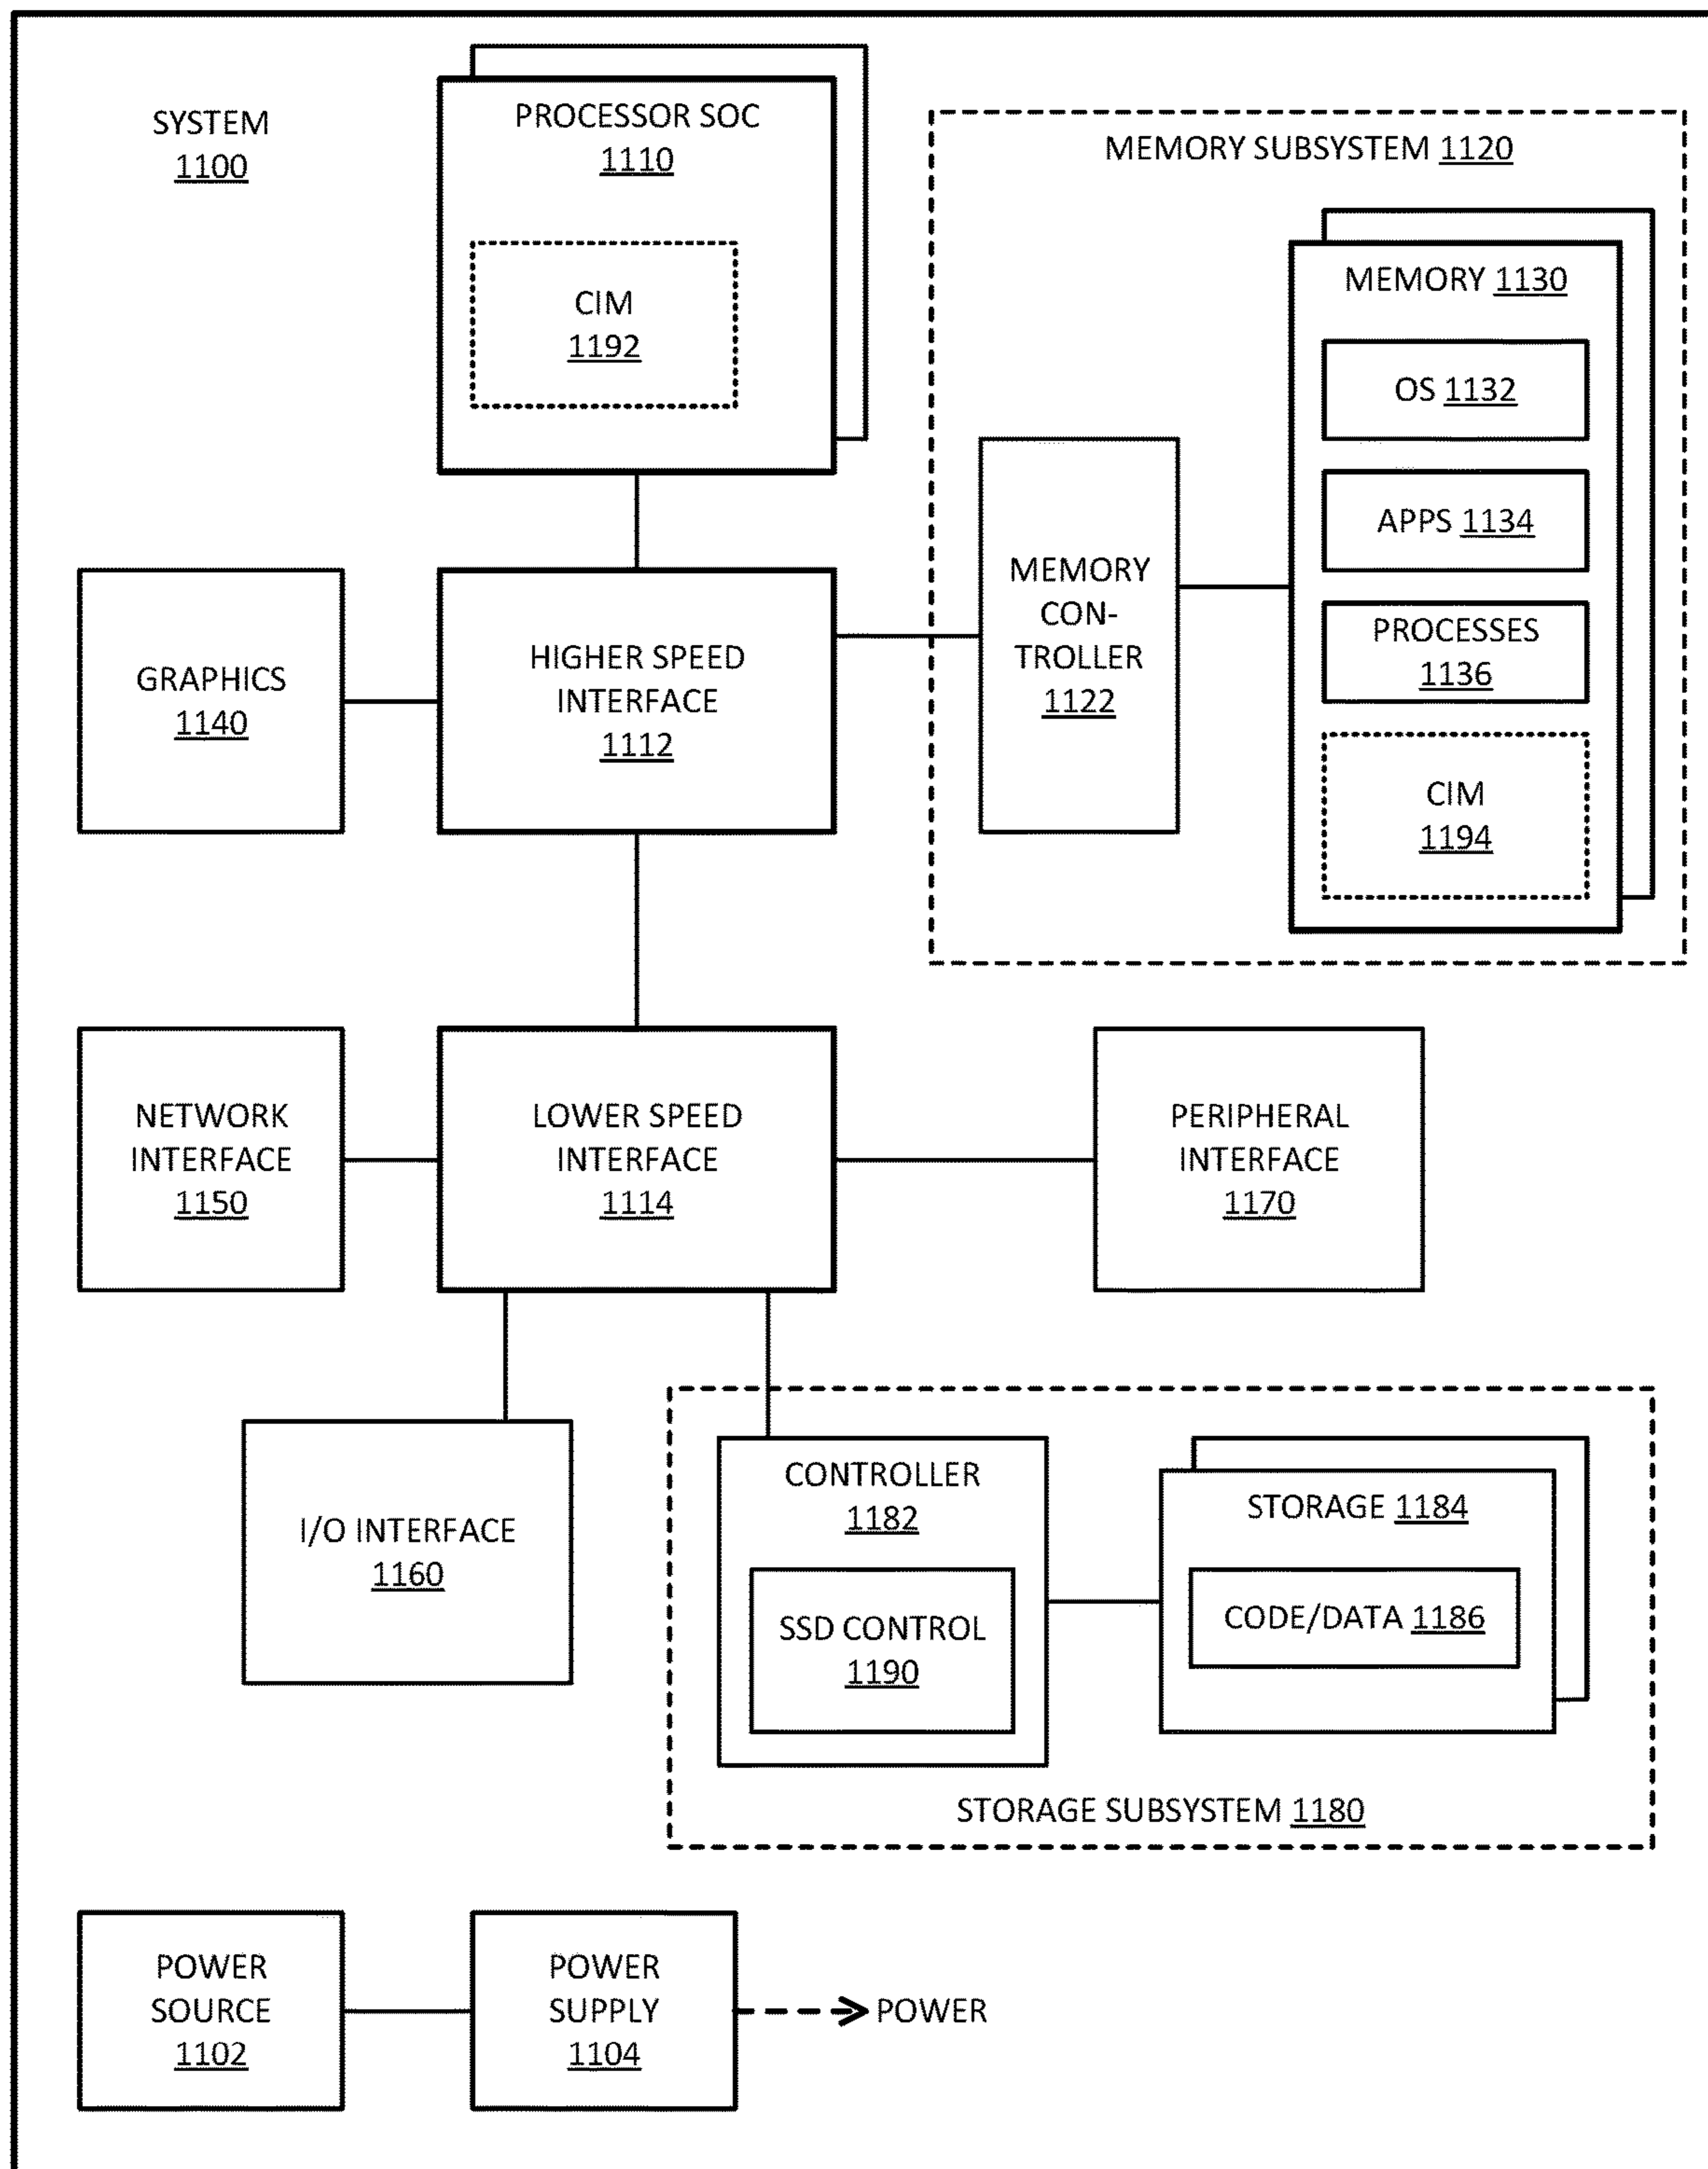 SYSTEM
1100
PROCESSOR SOC
1110
CIM
1192
MEMORY SUBSYSTEM 1120
MEMORY 1130
OS 1132
APPS 1134
PROCESSES
1136
CIM
1194
MEMORY
CON-
TROLLER
1122
GRAPHICS
1140
HIGHER SPEED
INTERFACE
1112
NETWORK
INTERFACE
1150
LOWER SPEED
INTERFACE
1114
PERIPHERAL
INTERFACE
1170
I/O INTERFACE
1160
CONTROLLER
1182
SSD CONTROL
1190
STORAGE 1184
CODE/DATA 1186
STORAGE SUBSYSTEM 1180
POWER
SOURCE
1102
POWER
SUPPLY
1104
POWER